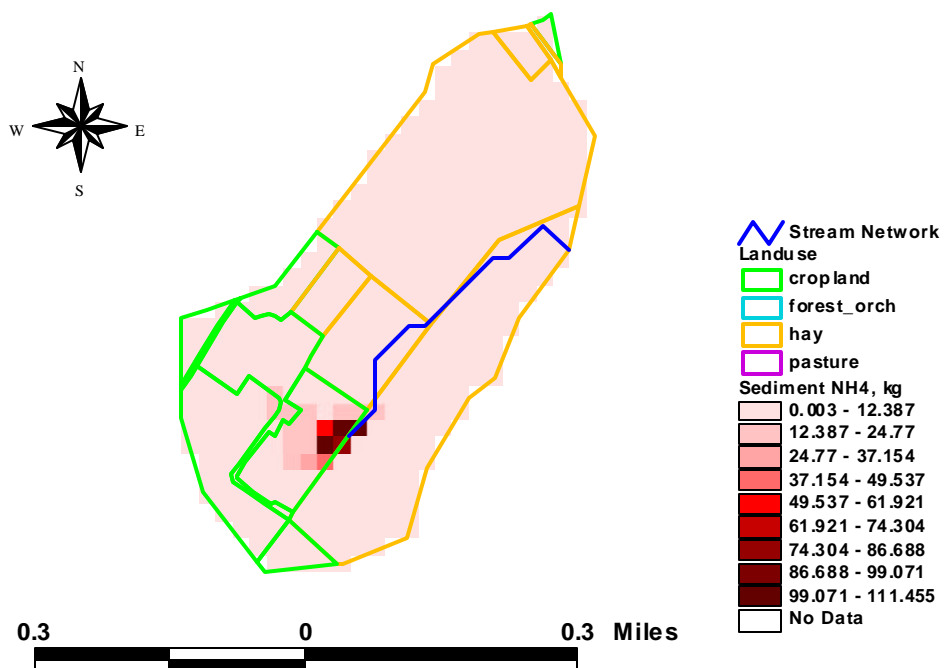 N
W E
S
Stream Network
Landuse
cropland
forest_orch
hay
pasture
Sediment NH4, kg
0.003 - 12.387
12.387 - 24.77
24.77 - 37.154
37.154 - 49.537
49.537 - 61.921
61.921 - 74.304
74.304 - 86.688
86.688 - 99.071
99.071 - 111.455
No Data
0.3 0 0.3 Miles